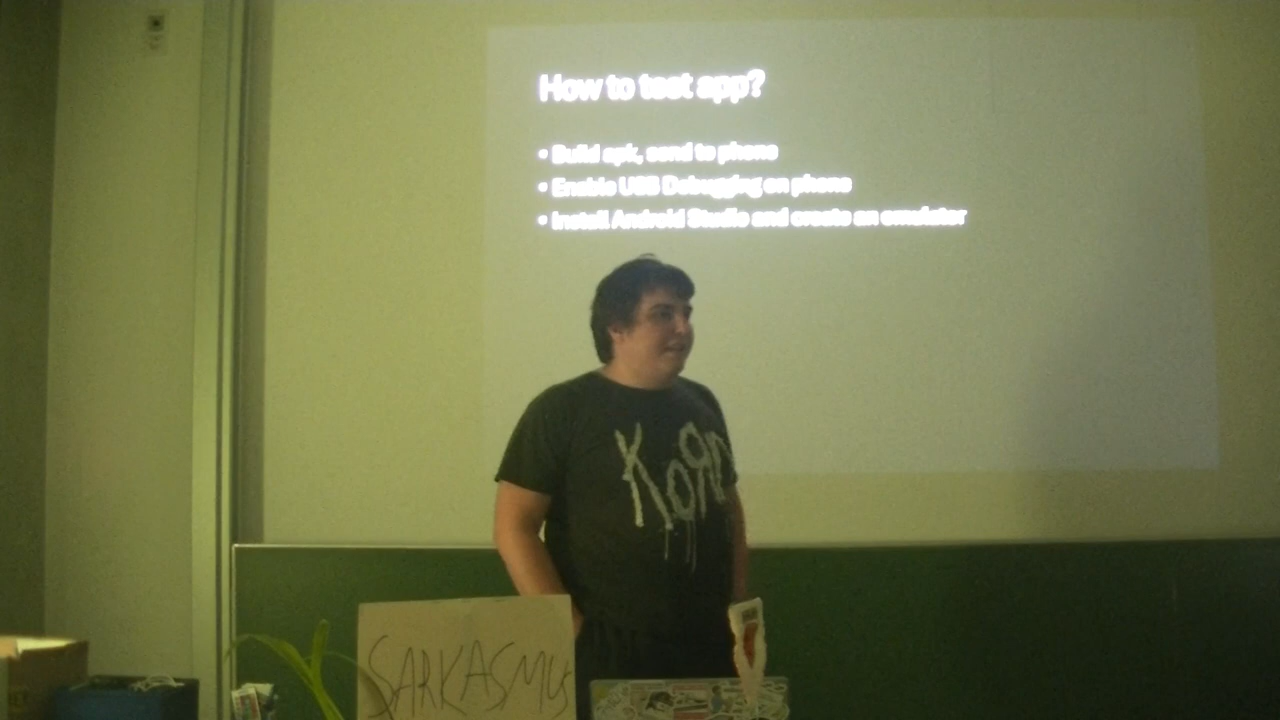 How to test app?
• Build apk, send to phone
• Enable USB Debugging on phone
• Install Android Studio and create an emulator
KoЯn
SARKASMUS